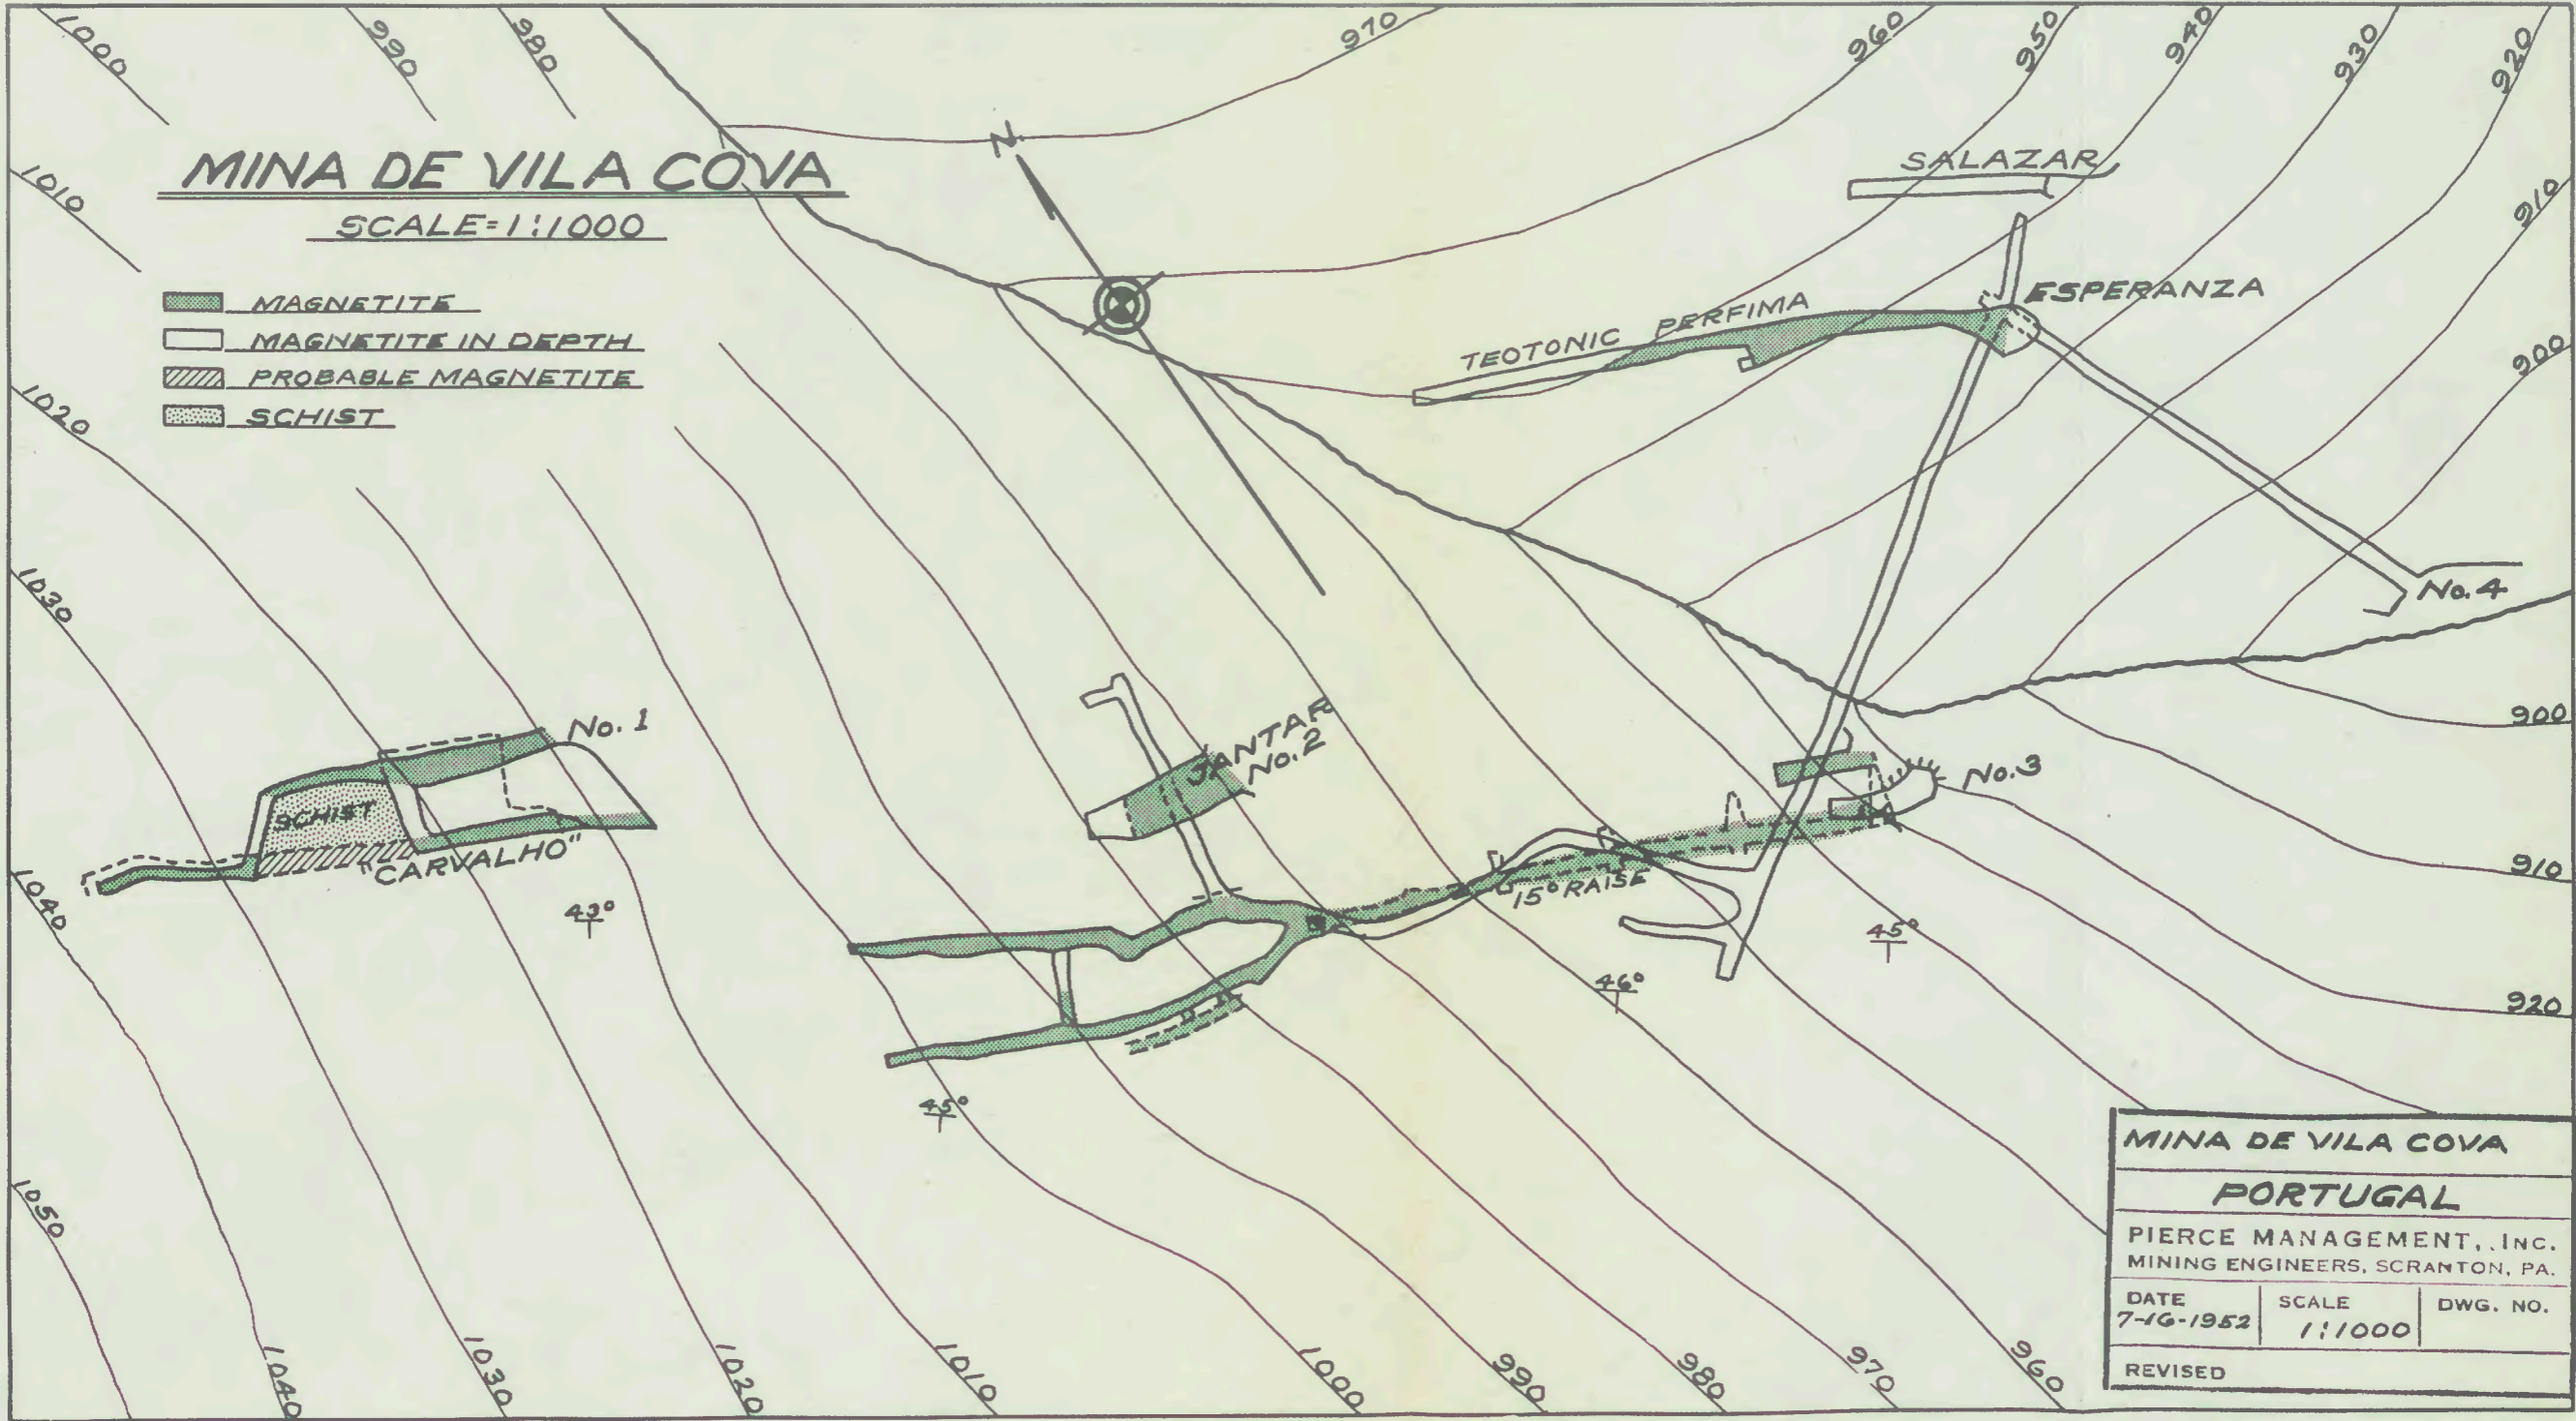 1000
990
980
970
960
950
940
930
920
1010
910
MINA DE VILA COVA
SCALE=1:1000
N.
SALAZAR
MAGNETITE
MAGNETITE IN DEPTH
PROBABLE MAGNETITE
SCHIST
ESPERANZA
TEOTONIC PERFIMA
900
1020
1030
No.4
No. 1
JANTAR
No.2
900
No.3
SCHIST
"CARVALHO"
15° RAISE
43°
45°
46°
45°
1040
910
920
1050
MINA DE VILA COVA
PORTUGAL
PIERCE MANAGEMENT, INC.
MINING ENGINEERS, SCRANTON, PA.
DATE
7-16-1952
SCALE
1:1000
DWG. NO.
REVISED
1040
1030
1020
1010
1000
990
980
970
960